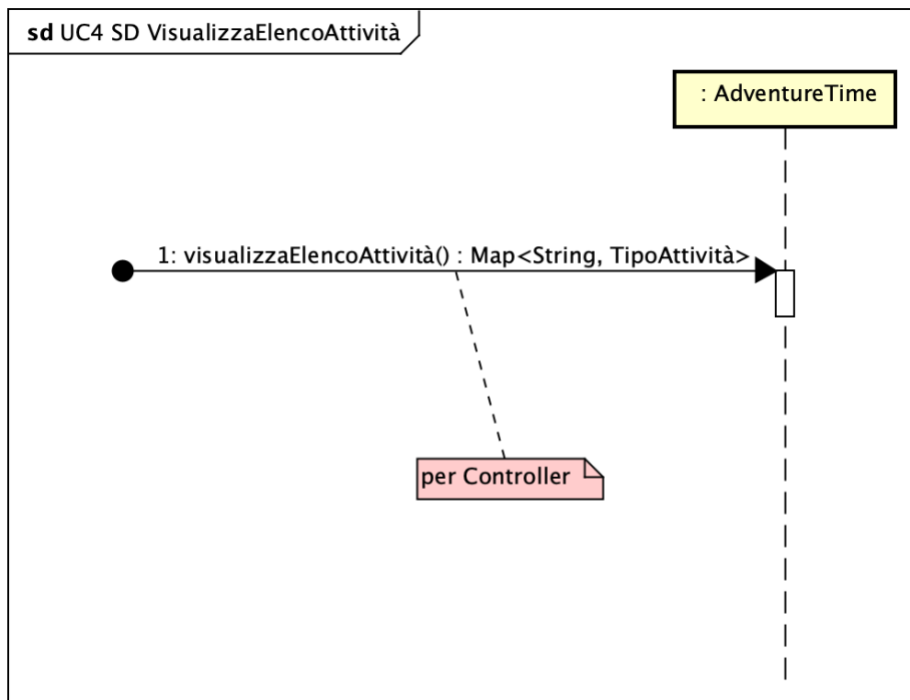 sd UC4 SD VisualizzaElencoAttività
: AdventureTime
1: visualizzaElencoAttività() : Map<String, TipoAttività>
per Controller